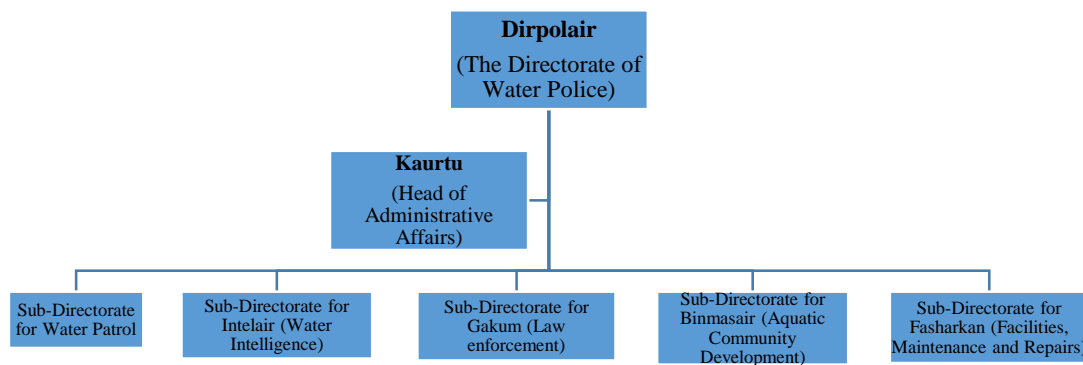 Dirpolair
(The Directorate of
Water Police)
Kaurtu
(Head of
Administrative
Affairs)
Sub-Directorate
for Water Patrol
Sub-Directorate for
Intelair (Water
Intelligence)
Sub-Directorate for
Gakum (Law
enforcement)
Sub-Directorate for
Binmasair (Aquatic
Community
Development)
Sub-Directorate for
Fasharkan (Facilities,
Maintenance and Repairs)